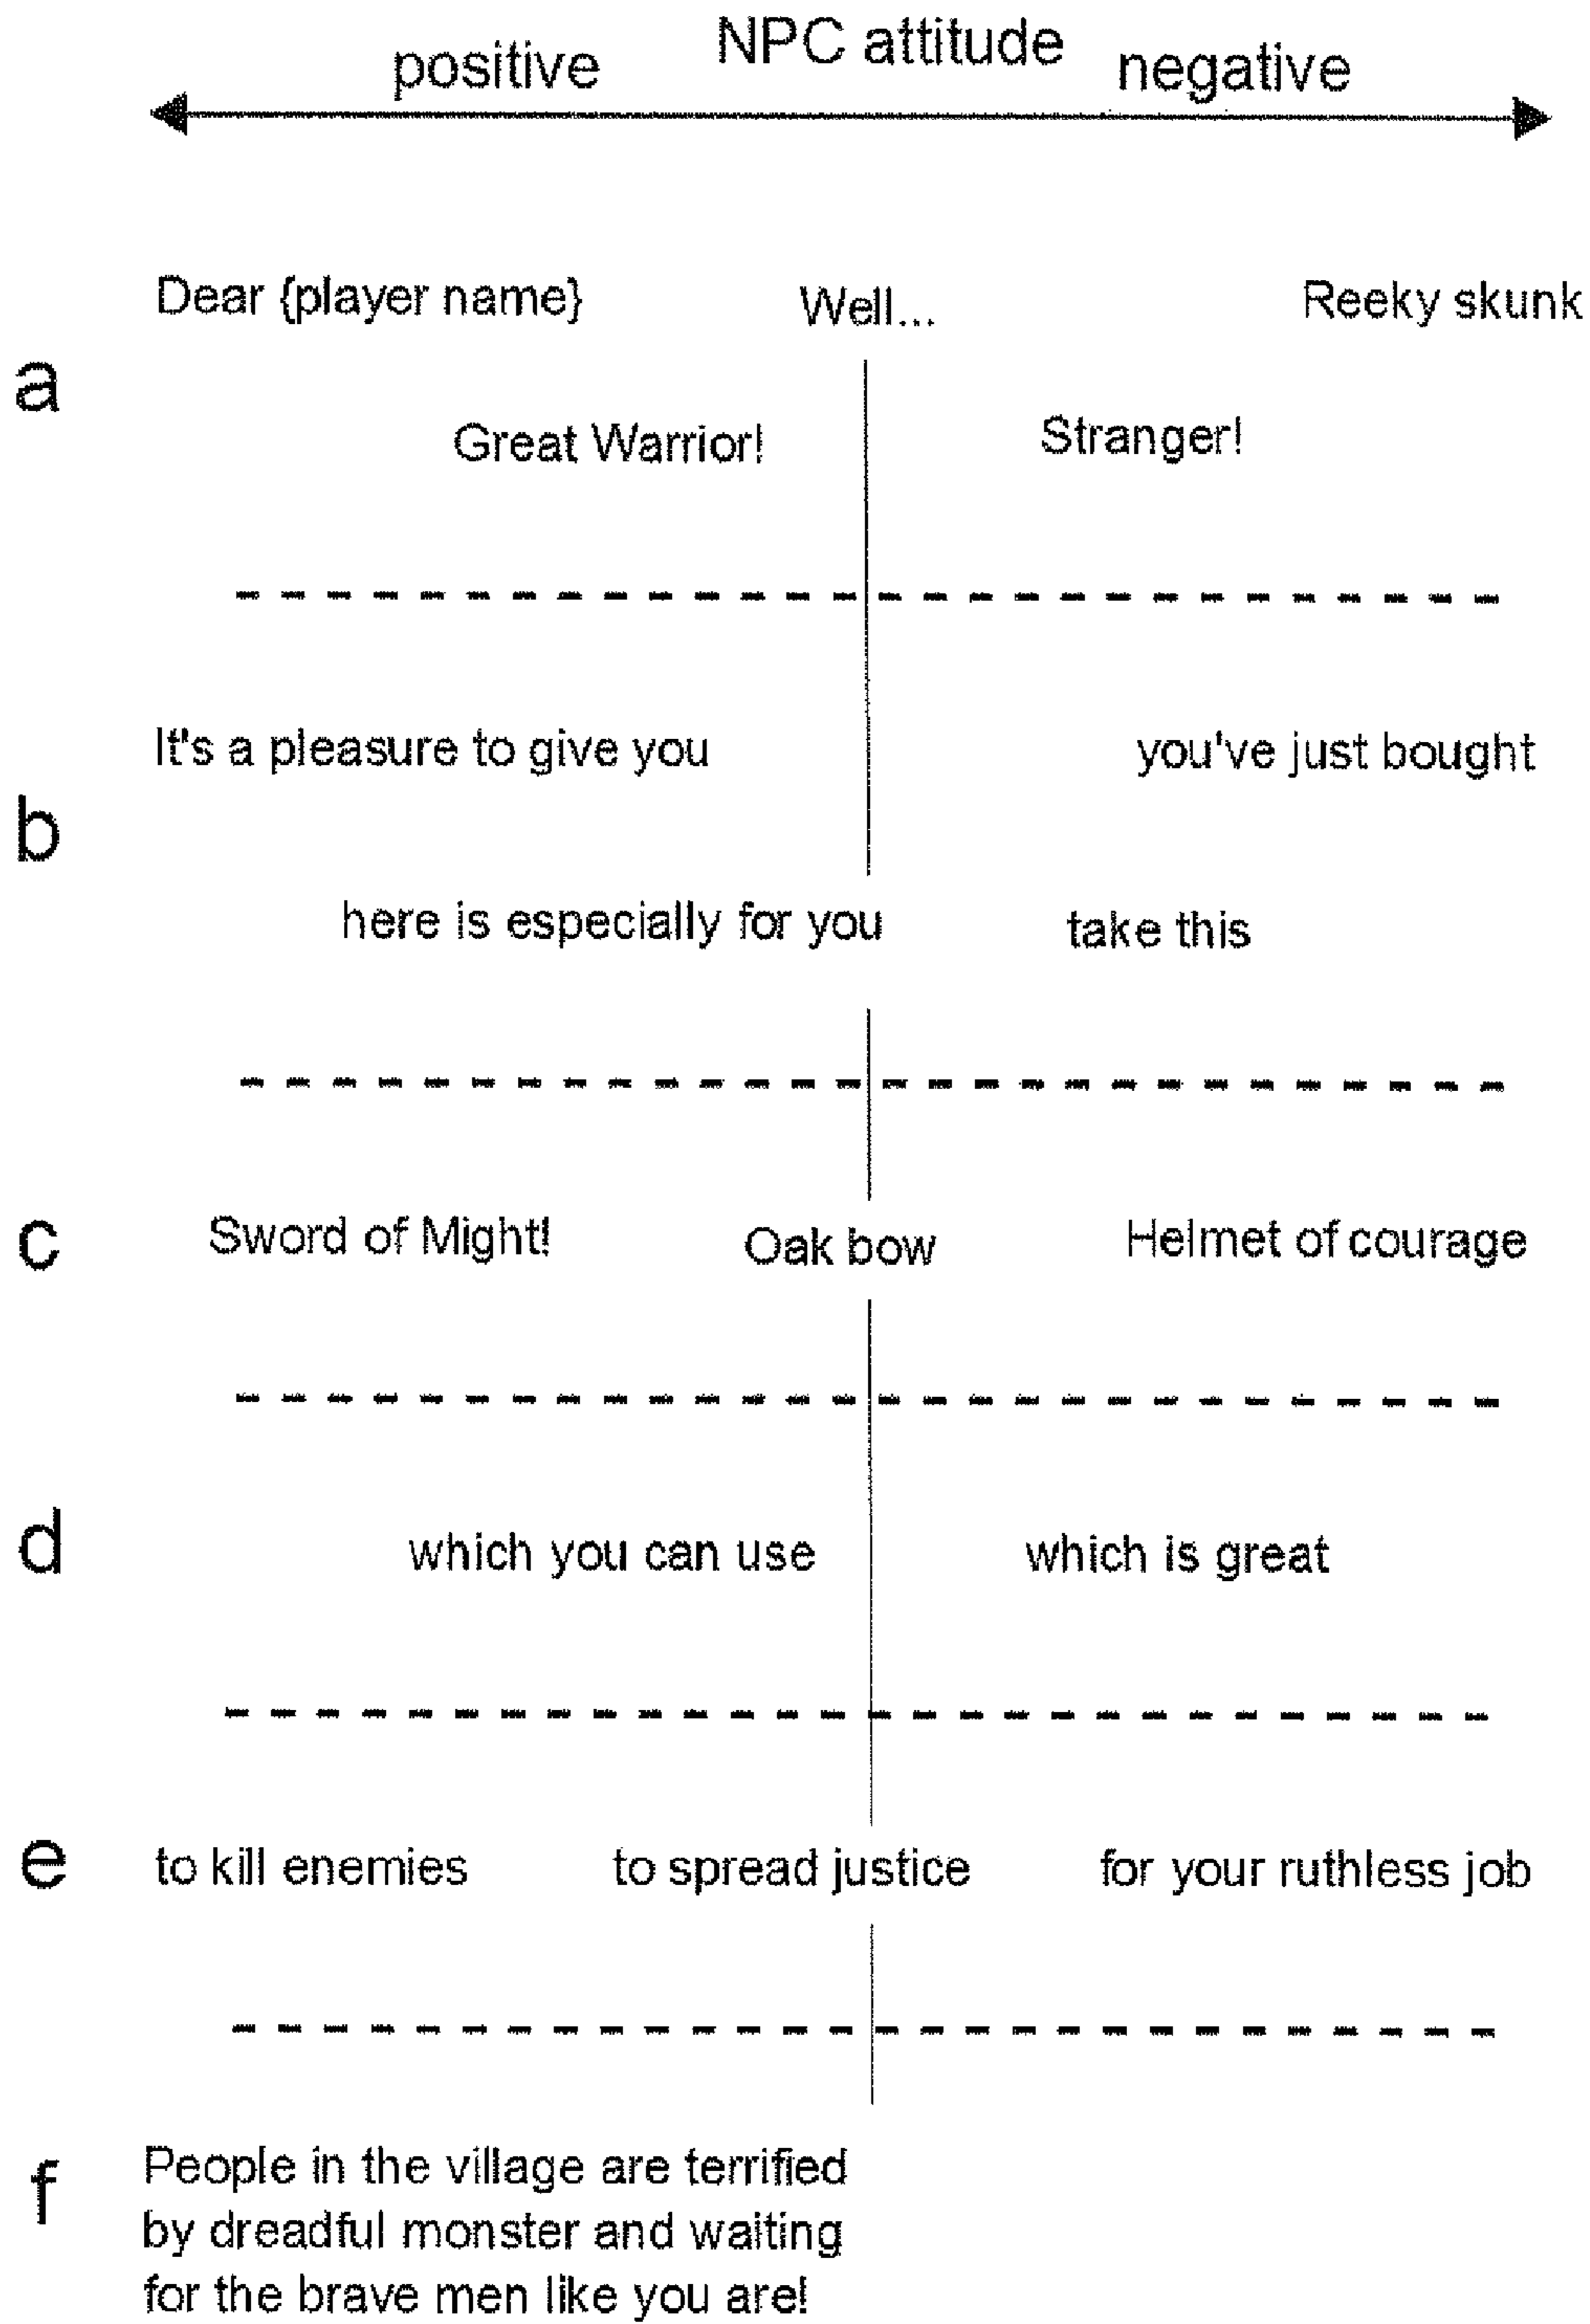 NPC attitude
positive negative
Dear {player name} Well... Reeky skunk
a
Great Warrior! Stranger!
It's a pleasure to give you you've just bought
b
here is especially for you take this
c Sword of Might! Oak bow Helmet of courage
d which you can use which is great
e to kill enemies to spread justice for your ruthless job
f People in the village are terrified
by dreadful monster and waiting
for the brave men like you are!